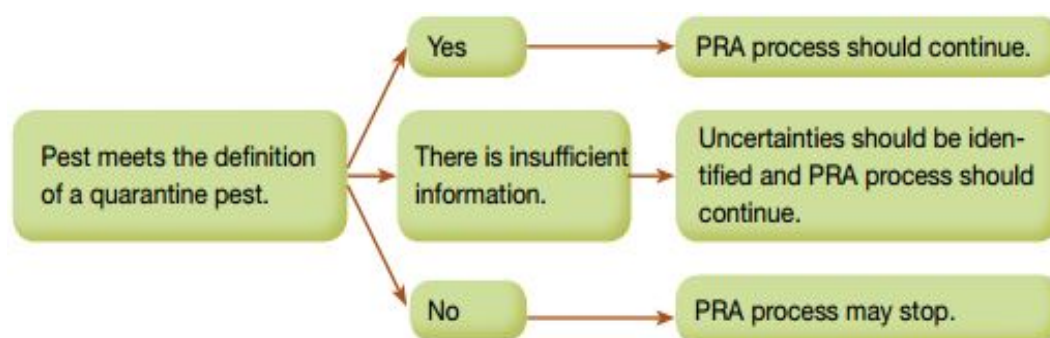 Yes
PRA process should continue.
Pest meets the definition
of a quarantine pest.
There is insufficient
information.
Uncertainties should be iden-
tified and PRA process should
continue.
No
PRA process may stop.